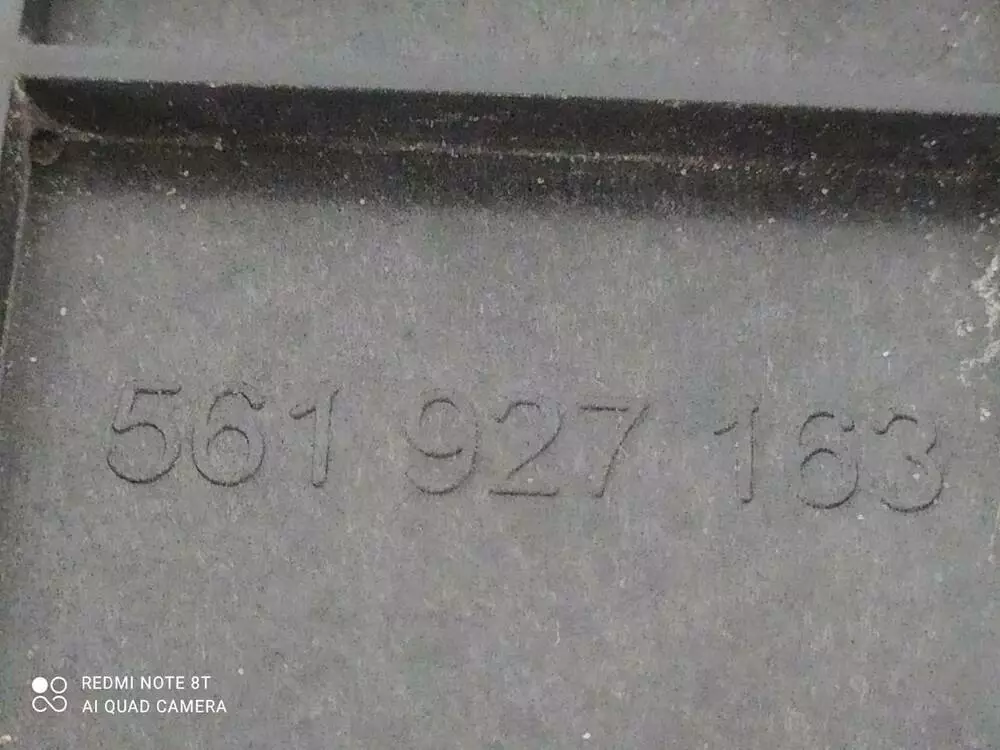 561 927 163
REDMI NOTE 8T
AI QUAD CAMERA